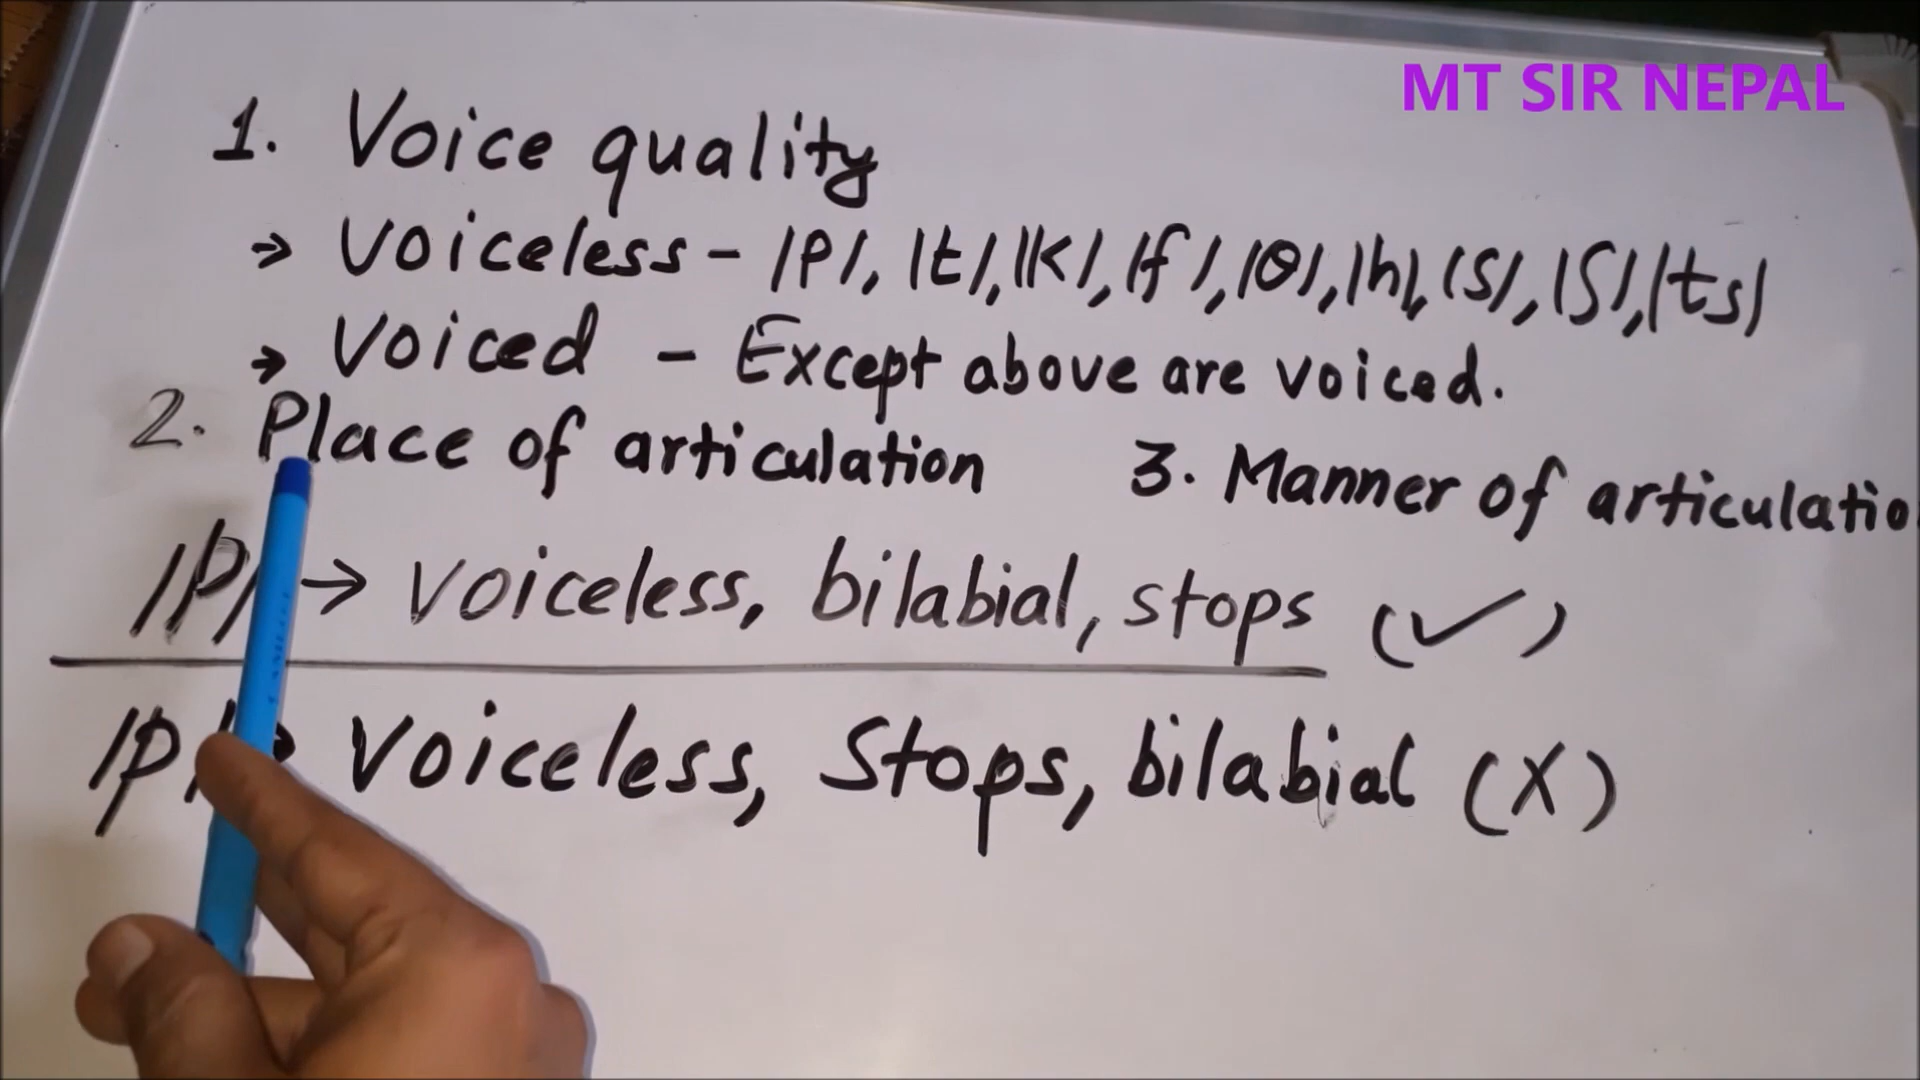 MT SIR NEPAL
1. Voice quality
→ Voiceless - /p/, /t/, /k/, /f/, /θ/, /h/, /s/, /ʃ/, /ts/
→ Voiced - Except above are voiced.
2. Place of articulation 3. Manner of articulatio
/p/ → voiceless, bilabial, stops (✓)
/p/→ Voiceless, Stops, bilabial (X)